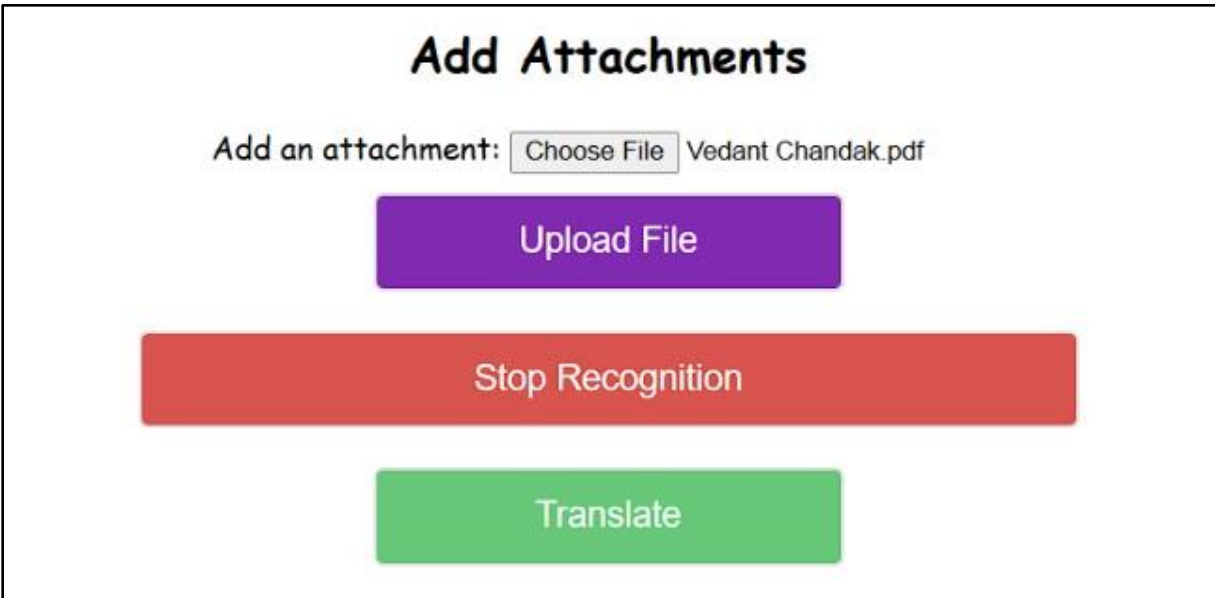 Add Attachments
Add an attachment: Choose File Vedant Chandak.pdf
Upload File
Stop Recognition
Translate